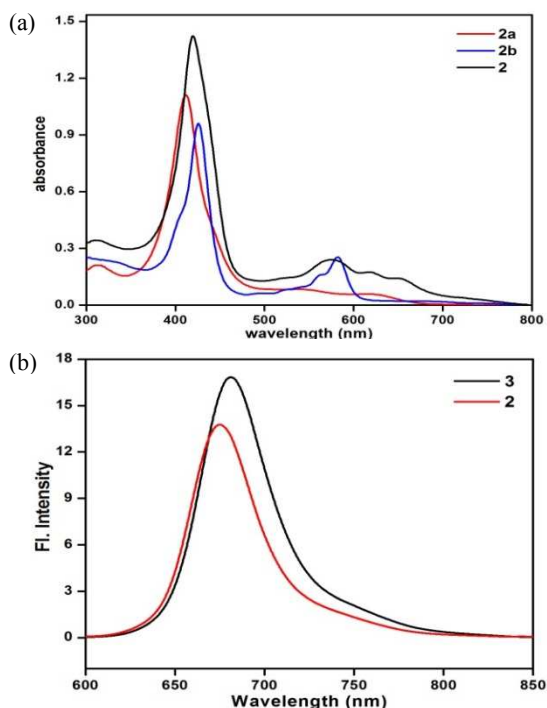 (a)
1.5
1.2
0.9
0.6
0.3
0.0
absorbance
2a
2b
2
300 400 500 600 700 800
wavelength (nm)
(b)
18
15
12
9
6
3
0
Fl. Intensity
3
2
600 650 700 750 800 850
Wavelength (nm)